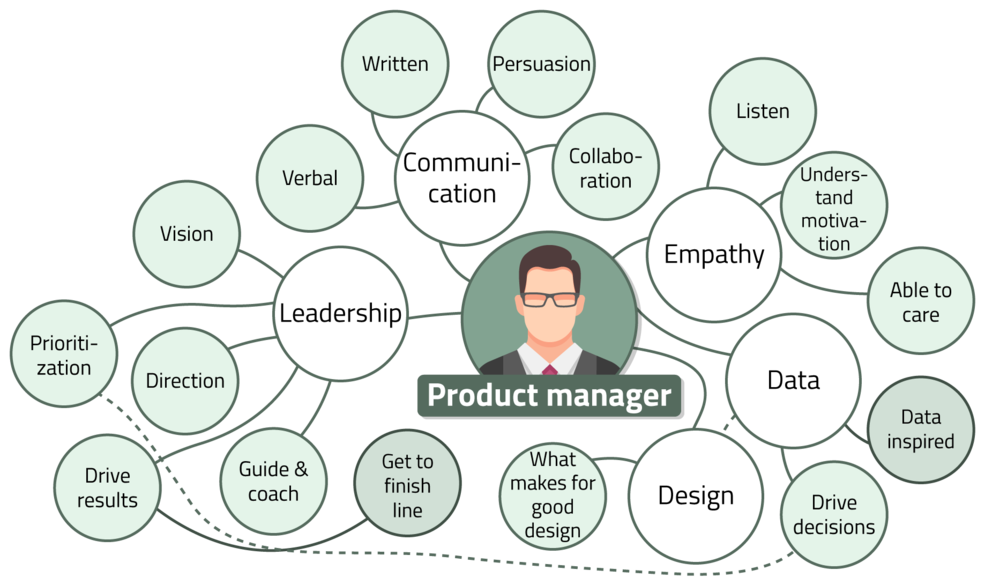 Written
Persuasion
Communi-
cation
Verbal
Collabo-
ration
Listen
Unders-
tand
motiva-
tion
Empathy
Able to
care
Vision
Leadership
Prioriti-
zation
Direction
Drive
results
Guide &
coach
Get to
finish
line
Product manager
Data
Data
inspired
Drive
decisions
Design
What
makes for
good
design